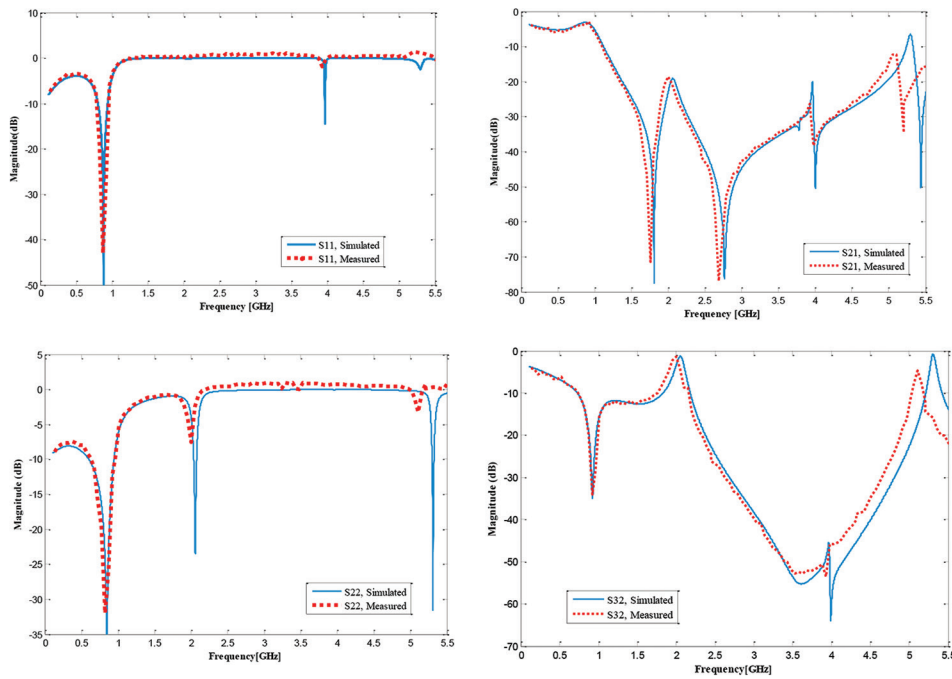 10
0
-10
-20
-30
-40
-50
Magnitude(dB)
S11, Simulated
S11, Measured
0 0.5 1 1.5 2 2.5 3 3.5 4 4.5 5 5.5
Frequency [GHz]
0
-10
-20
-30
-40
-50
-60
-70
-80
Magnitude (dB)
S21, Simulated
S21, Measured
0 0.5 1 1.5 2 2.5 3 3.5 4 4.5 5 5.5
Frequency [GHz]
5
0
-5
-10
-15
-20
-25
-30
-35
Magnitude (dB)
S22, Simulated
S22, Measured
0 0.5 1 1.5 2 2.5 3 3.5 4 4.5 5 5.5
Frequency[GHz]
0
-10
-20
-30
-40
-50
-60
-70
Magnitude (dB)
S32, Simulated
S32, Measured
0 0.5 1 1.5 2 2.5 3 3.5 4 4.5 5 5.5
Frequency[GHz]